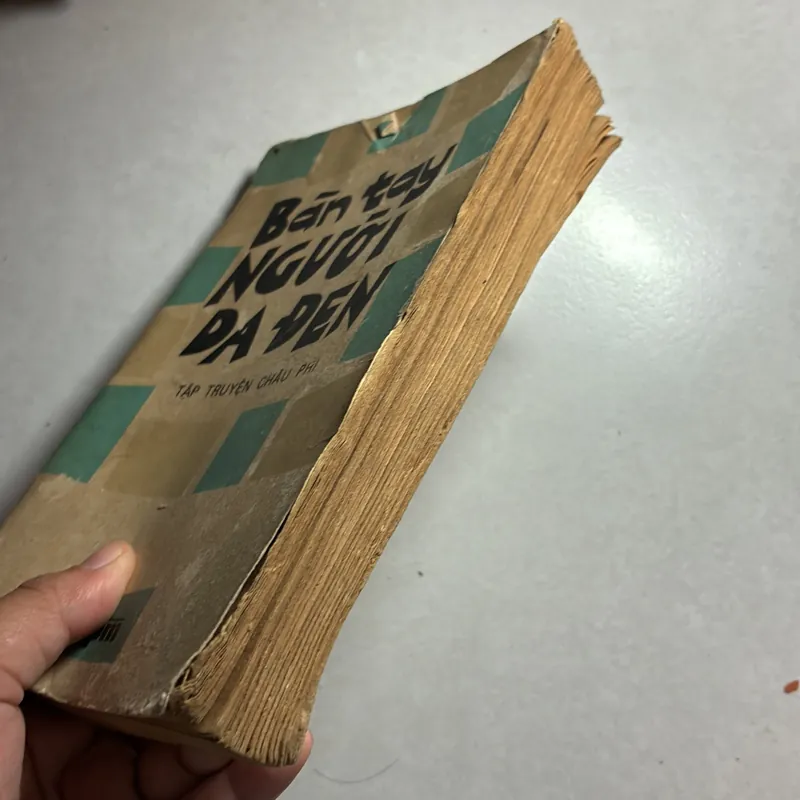 Bàn tay
NGƯỜI
DA ĐEN
TẬP TRUYỆN CHÂU PHI